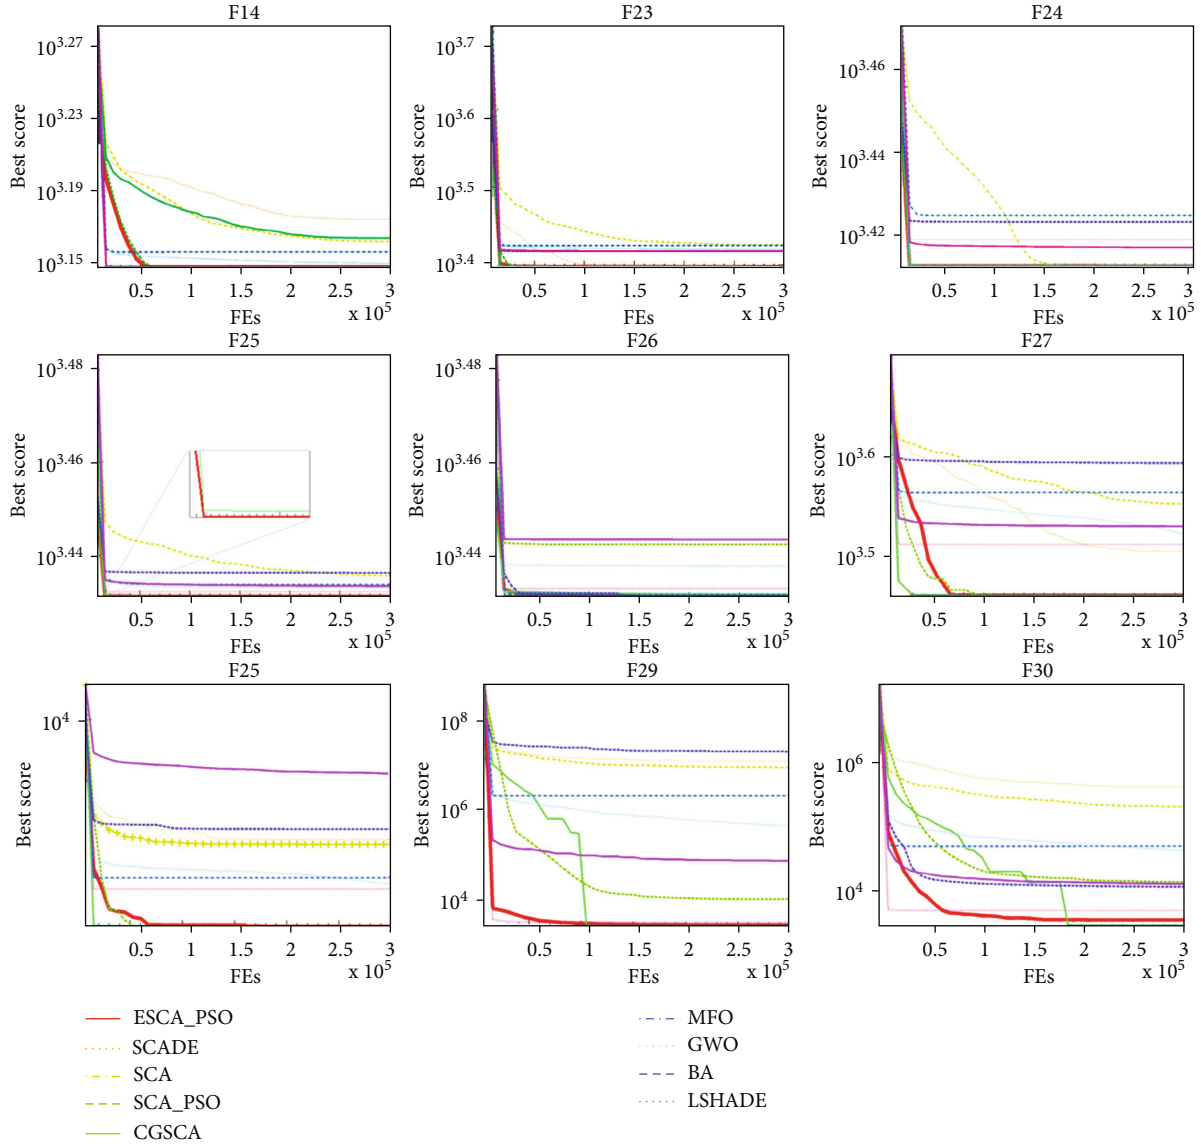 F14
F23
F24
10^3.27
10^3.23
10^3.19
10^3.15
Best score
0.5 1 1.5 2 2.5 3
FEs
x 10^5
10^3.7
10^3.6
10^3.5
10^3.4
Best score
0.5 1 1.5 2 2.5 3
FEs
x 10^5
10^3.46
10^3.44
10^3.42
Best score
0.5 1 1.5 2 2.5 3
FEs
x 10^5
F25
F26
F27
10^3.48
10^3.46
10^3.44
Best score
0.5 1 1.5 2 2.5 3
FEs
x 10^5
10^3.48
10^3.46
10^3.44
Best score
0.5 1 1.5 2 2.5 3
FEs
x 10^5
10^3.6
10^3.5
Best score
0.5 1 1.5 2 2.5 3
FEs
x 10^5
F25
F29
F30
10^4
Best score
0.5 1 1.5 2 2.5 3
FEs
x 10^5
10^8
10^6
10^4
Best score
0.5 1 1.5 2 2.5 3
FEs
x 10^5
10^6
10^4
Best score
0.5 1 1.5 2 2.5 3
FEs
x 10^5
ESCA_PSO
SCADE
SCA
SCA_PSO
CGSCA
MFO
GWO
BA
LSHADE